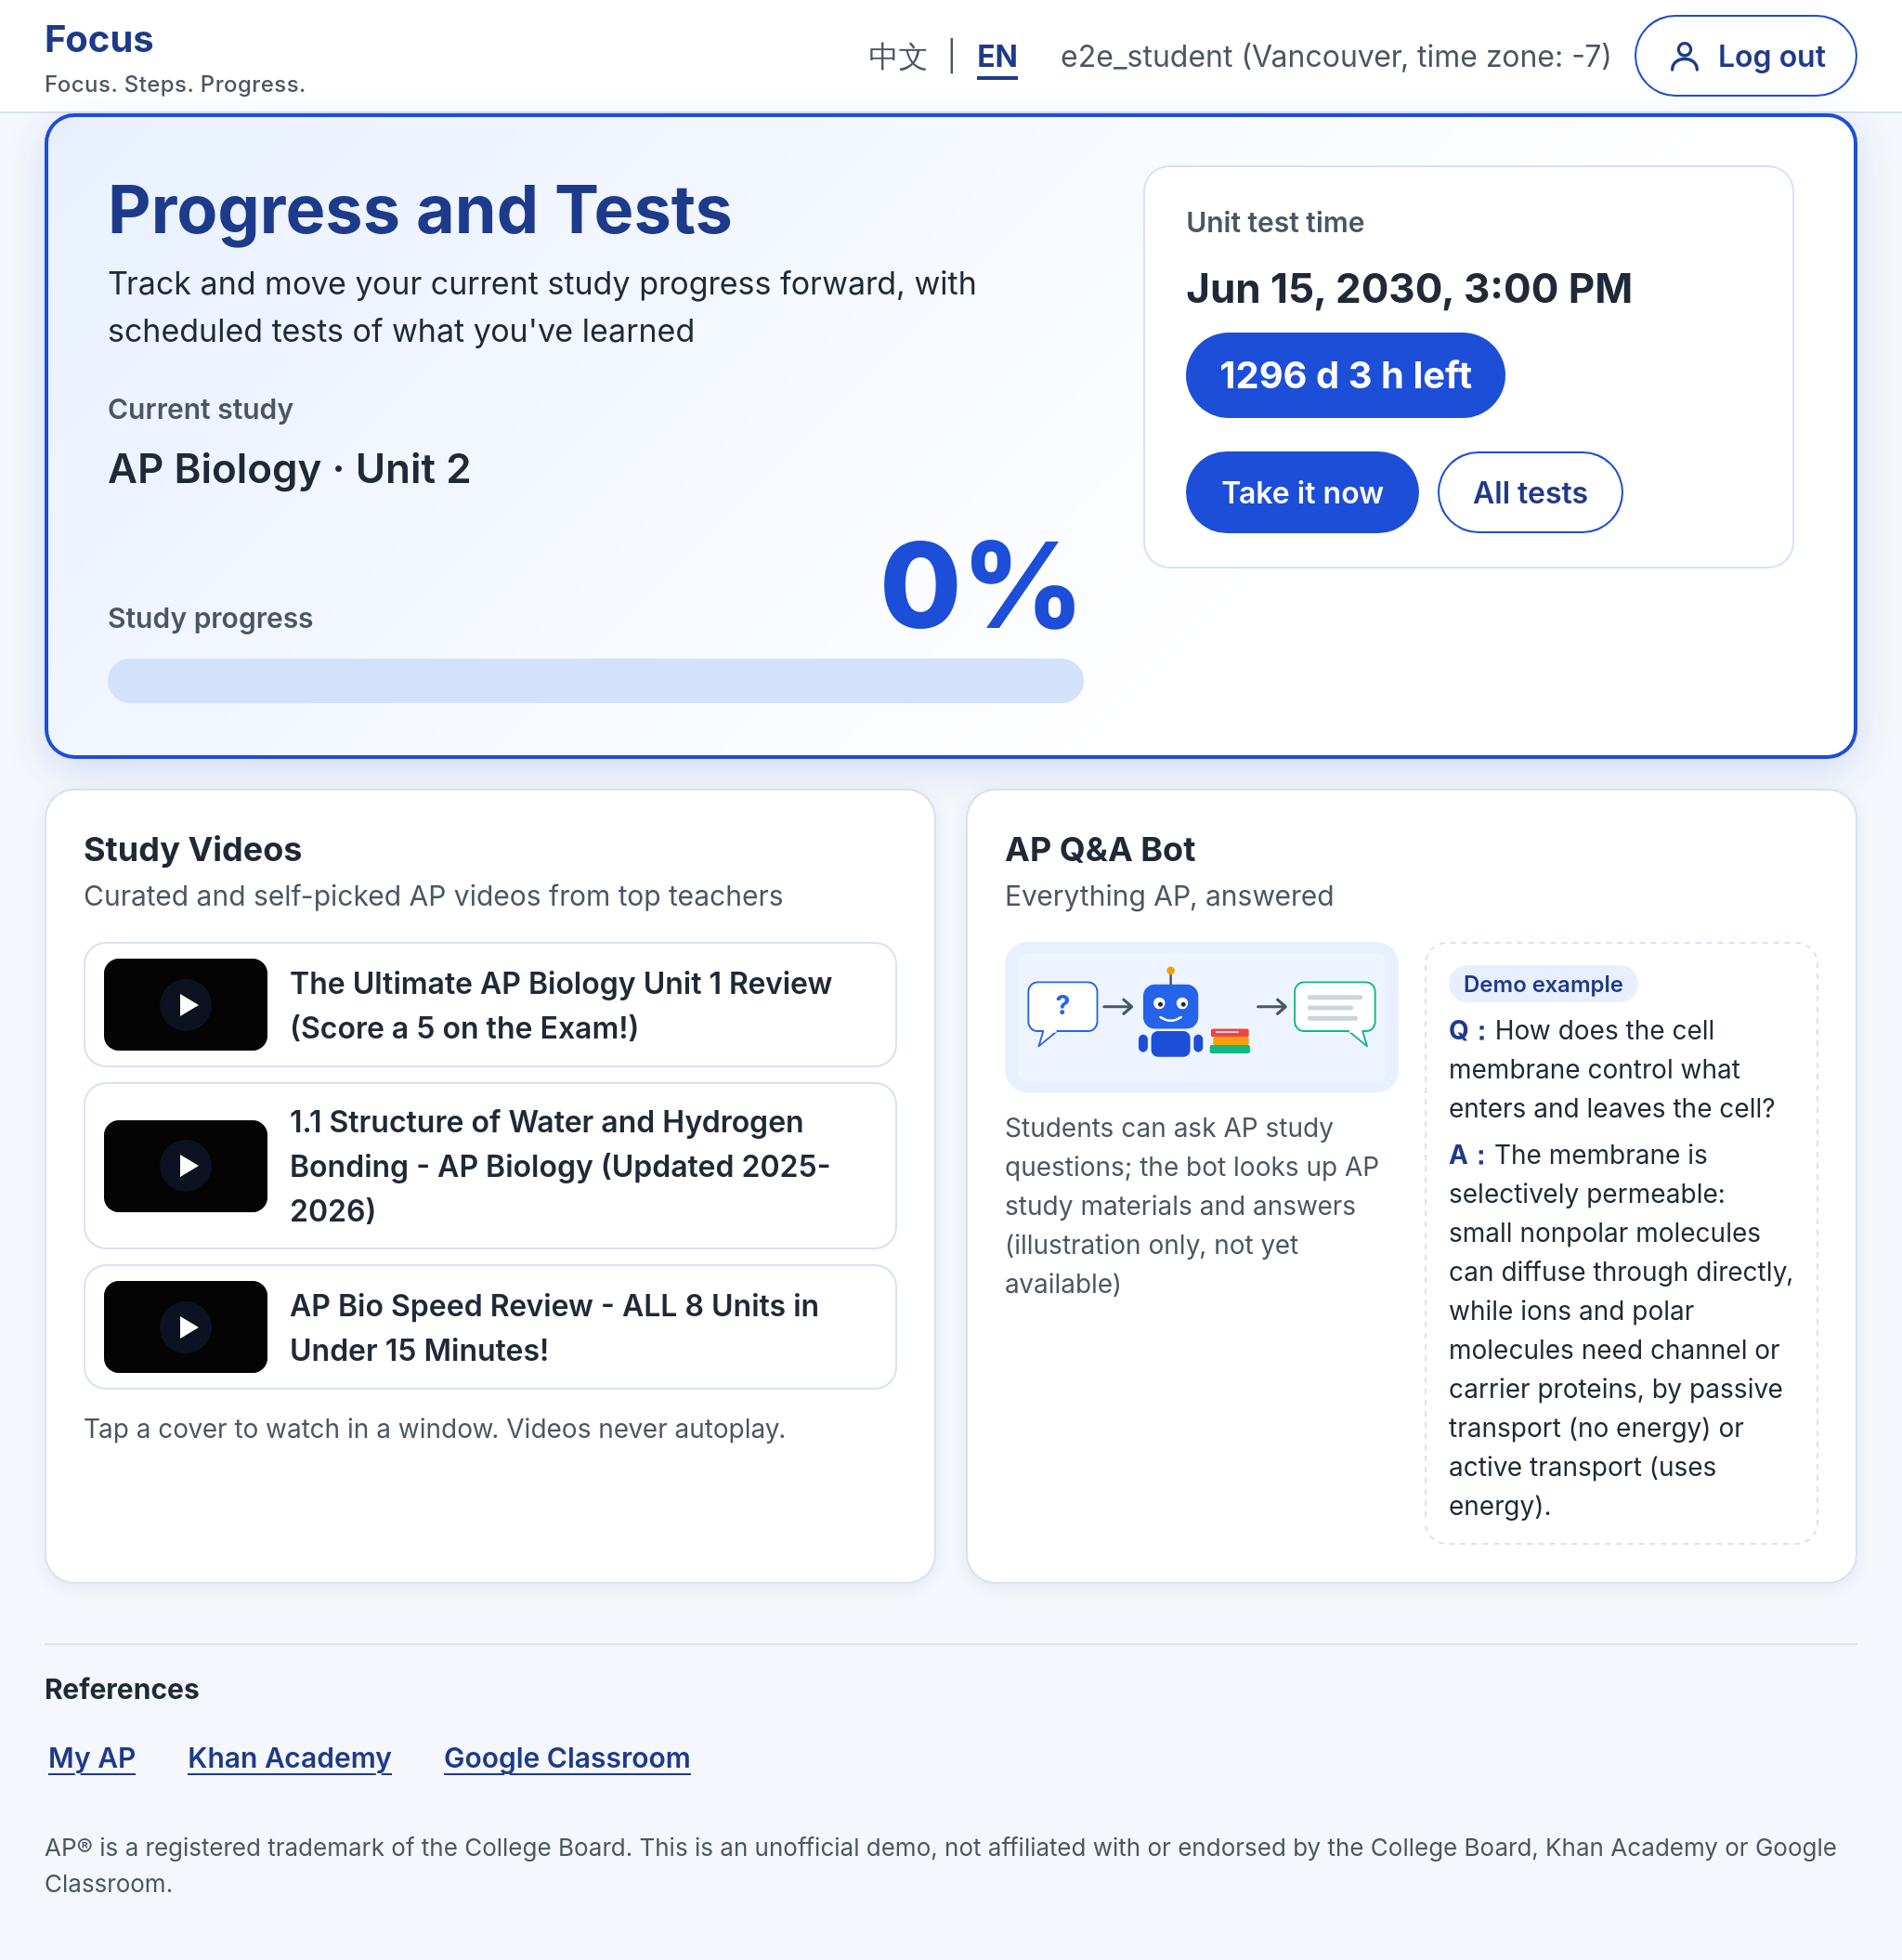 Focus
Focus. Steps. Progress.
中文 | EN
e2e_student (Vancouver, time zone: -7)
Log out
Progress and Tests
Track and move your current study progress forward, with
scheduled tests of what you've learned
Current study
AP Biology · Unit 2
Study progress
0%
Unit test time
Jun 15, 2030, 3:00 PM
1296 d 3 h left
Take it now
All tests
Study Videos
Curated and self-picked AP videos from top teachers
The Ultimate AP Biology Unit 1 Review
(Score a 5 on the Exam!)
1.1 Structure of Water and Hydrogen
Bonding - AP Biology (Updated 2025-
2026)
AP Bio Speed Review - ALL 8 Units in
Under 15 Minutes!
Tap a cover to watch in a window. Videos never autoplay.
AP Q&A Bot
Everything AP, answered
?
Students can ask AP study
questions; the bot looks up AP
study materials and answers
(illustration only, not yet
available)
Demo example
Q：How does the cell
membrane control what
enters and leaves the cell?
A：The membrane is
selectively permeable:
small nonpolar molecules
can diffuse through directly,
while ions and polar
molecules need channel or
carrier proteins, by passive
transport (no energy) or
active transport (uses
energy).
References
My AP
Khan Academy
Google Classroom
AP® is a registered trademark of the College Board. This is an unofficial demo, not affiliated with or endorsed by the College Board, Khan Academy or Google
Classroom.